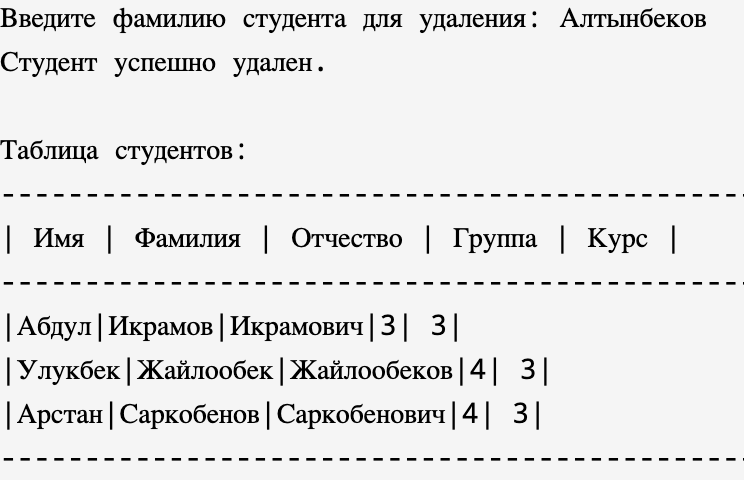 Введите фамилию студента для удаления: Алтынбеков
Студент успешно удален.
Таблица студентов:
---------------------------------------------
| Имя | Фамилия | Отчество | Группа | Курс |
---------------------------------------------
|Абдул|Икрамов|Икрамович|3| 3|
|Улукбек|Жайлообек|Жайлообеков|4| 3|
|Арстан|Саркобенов|Саркобенович|4| 3|
---------------------------------------------